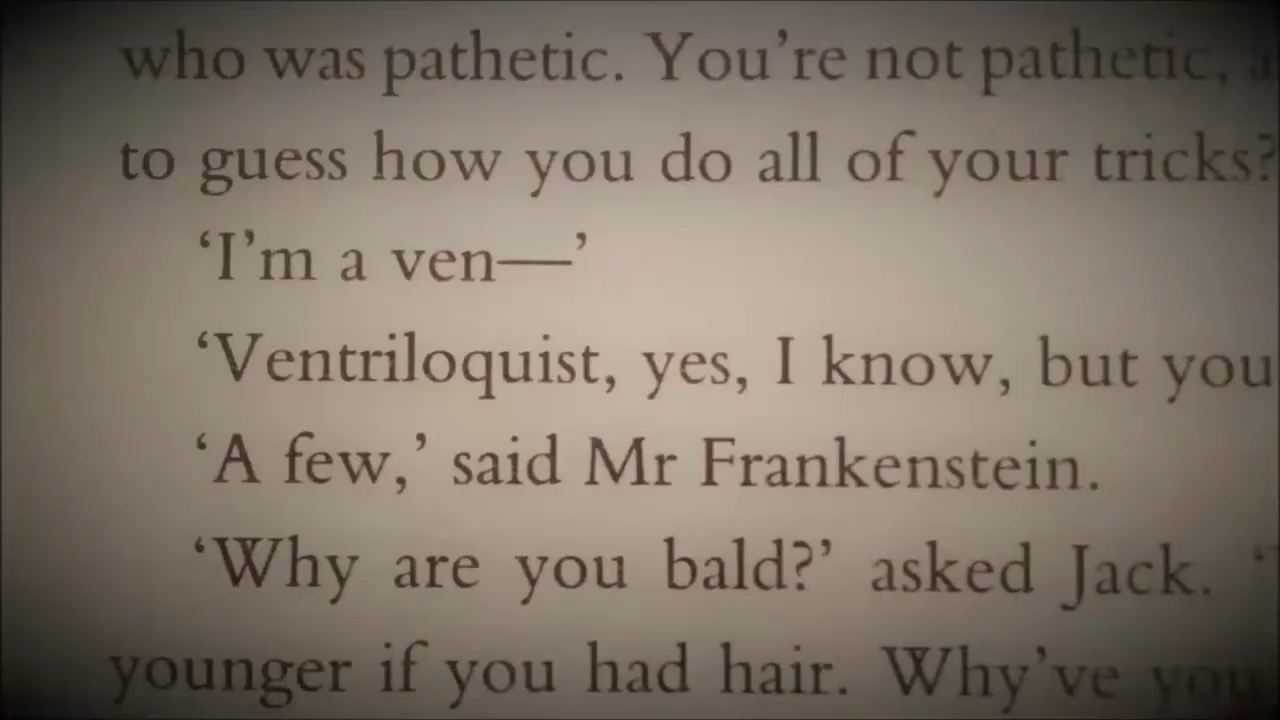 who was pathetic. You’re not pathetic,
to guess how you do all of your tricks?
‘I’m a ven—’
‘Ventriloquist, yes, I know, but you
‘A few,’ said Mr Frankenstein.
‘Why are you bald?’ asked Jack. ‘
younger if you had hair. Why’ve you